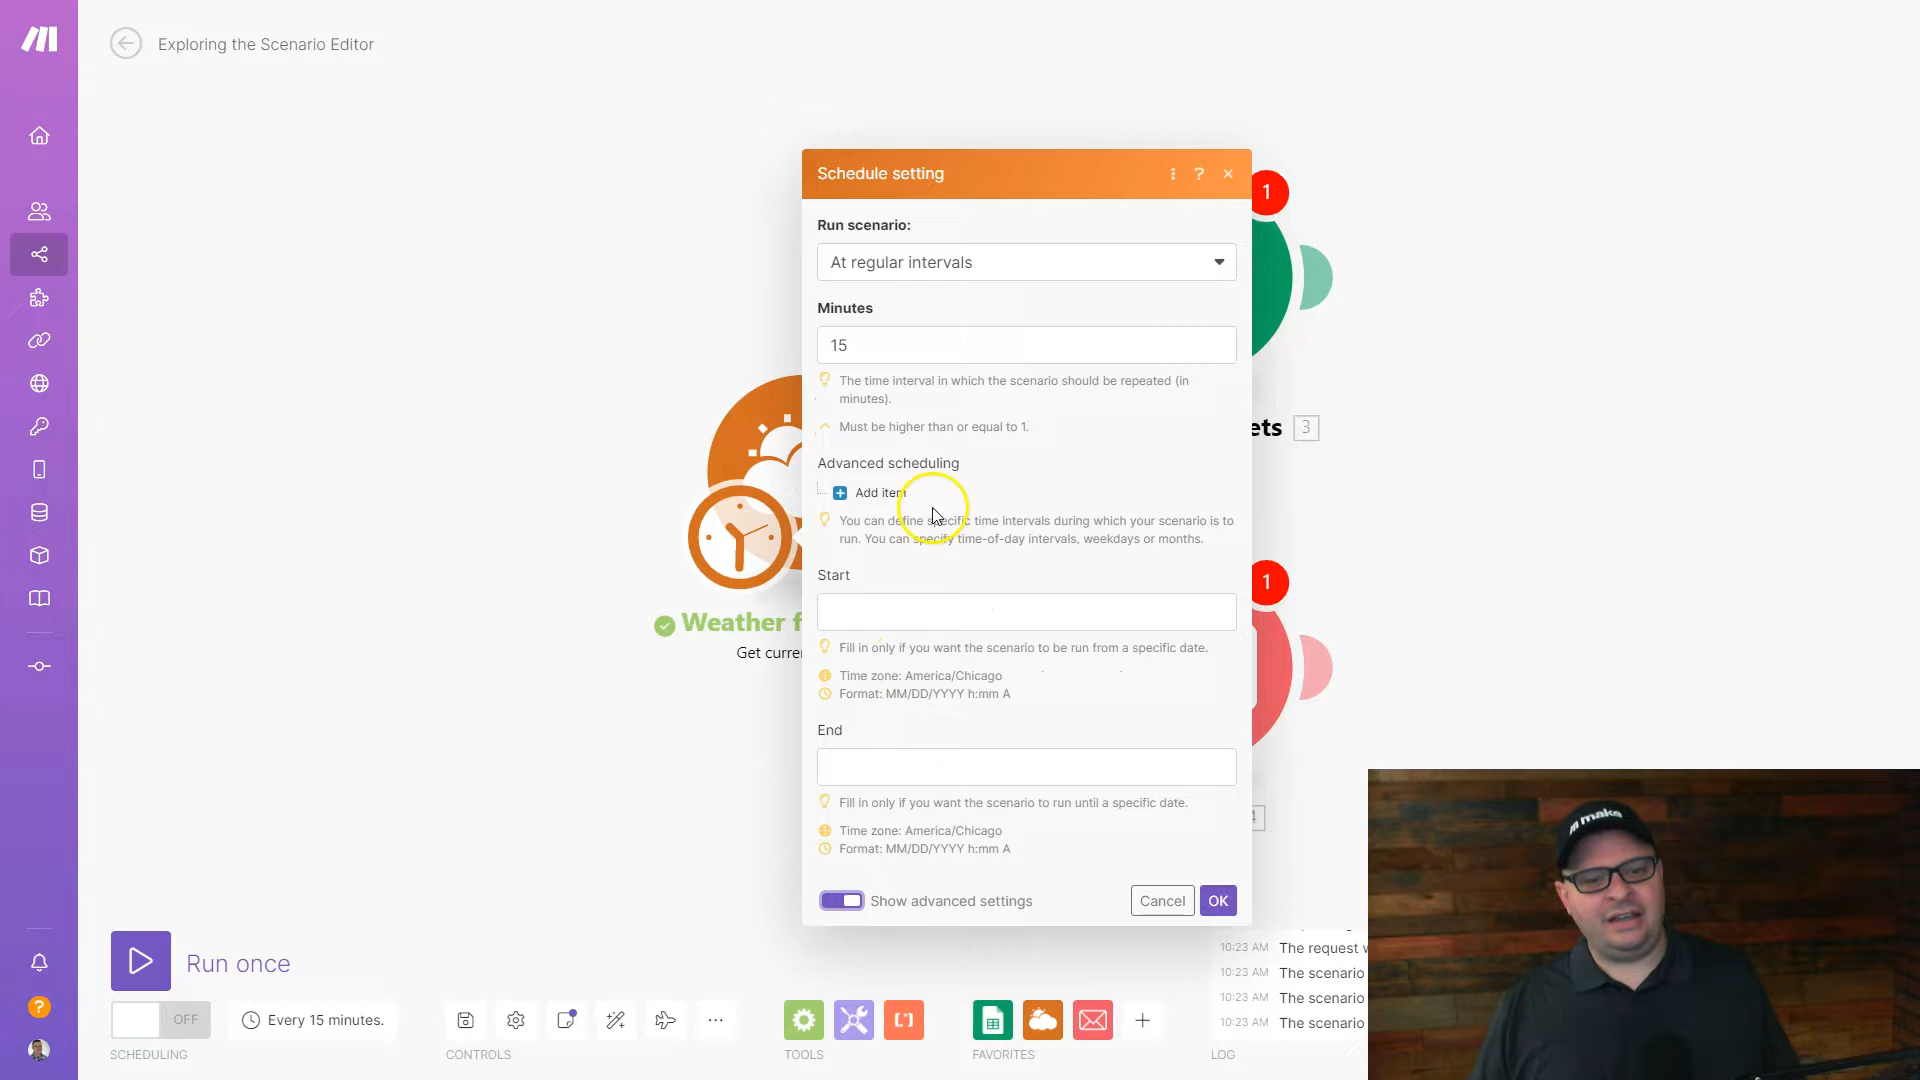 Exploring the Scenario Editor
Schedule setting
?
1
Run scenario:
At regular intervals
Minutes
15
The time interval in which the scenario should be repeated (in
minutes).
Must be higher than or equal to 1.
ets 3
Advanced scheduling
Add item
You can define specific time intervals during which your scenario is to
run. You can specify time-of-day intervals, weekdays or months.
Start
1
Weather f
Get curre
Fill in only if you want the scenario to be run from a specific date.
Time zone: America/Chicago
Format: MM/DD/YYYY h:mm A
End
Fill in only if you want the scenario to run until a specific date.
Time zone: America/Chicago
Format: MM/DD/YYYY h:mm A
make
Show advanced settings
Cancel
OK
Run once
10:23 AM The request
10:23 AM The scenario
10:23 AM The scenario
10:23 AM The scenario
?
OFF
Every 15 minutes.
SCHEDULING
CONTROLS
TOOLS
FAVORITES
LOG